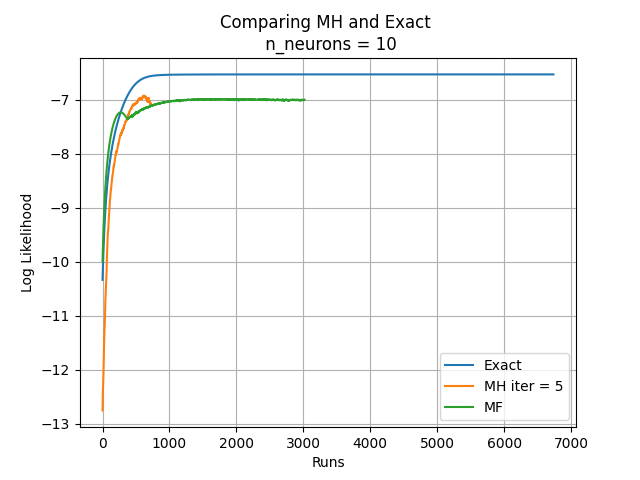 Comparing MH and Exact
n_neurons = 10
Log Likelihood
−7
−8
−9
−10
−11
−12
−13
0
1000
2000
3000
4000
5000
6000
7000
Runs
Exact
MH iter = 5
MF